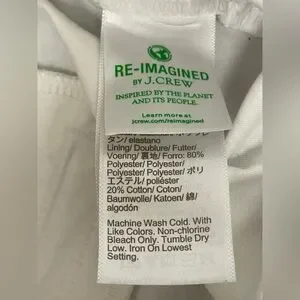 RE-IMAGINED
BY J.CREW
INSPIRED BY THE PLANET
AND ITS PEOPLE.
Learn more at
jcrew.com/reimagined
タン/ elastano
Lining/ Doublure/ Futter/
Voering/ 裏地/ Forro: 80%
Polyester/ Polyester/
Polyester/ Polyester/ ポリ
エステル/ poliéster
20% Cotton/ Coton/
Baumwolle/ Katoen/ 綿/
algodón
Machine Wash Cold. With
Like Colors. Non-chlorine
Bleach Only. Tumble Dry
Low. Iron On Lowest
Setting.